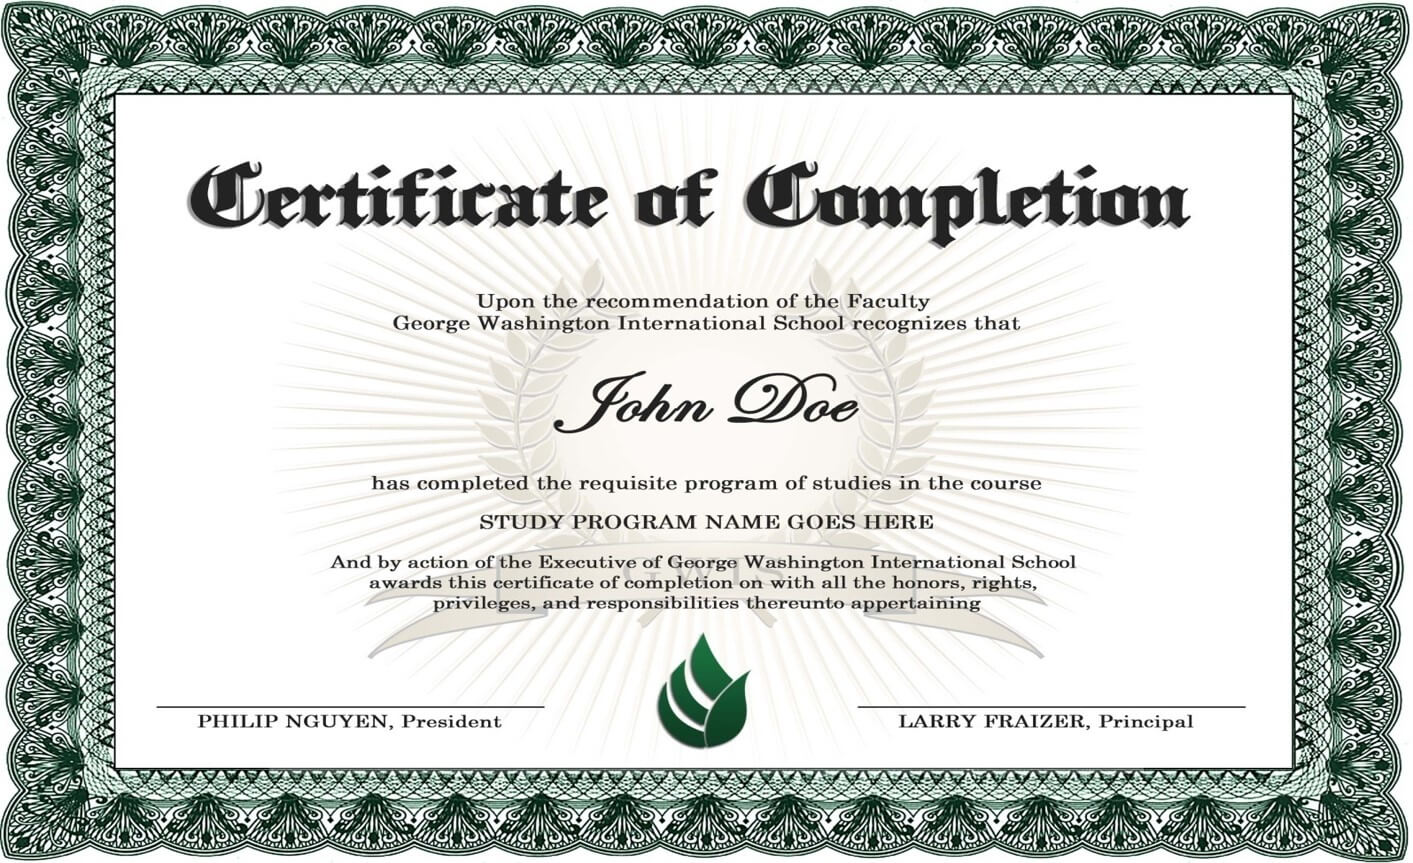 Certificate of Completion
Upon the recommendation of the Faculty
George Washington International School recognizes that
John Doe
has completed the requisite program of studies in the course
STUDY PROGRAM NAME GOES HERE
And by action of the Executive of George Washington International School
awards this certificate of completion on with all the honors, rights,
privileges, and responsibilities thereunto appertaining
GWIS
PHILIP NGUYEN, President
LARRY FRAIZER, Principal